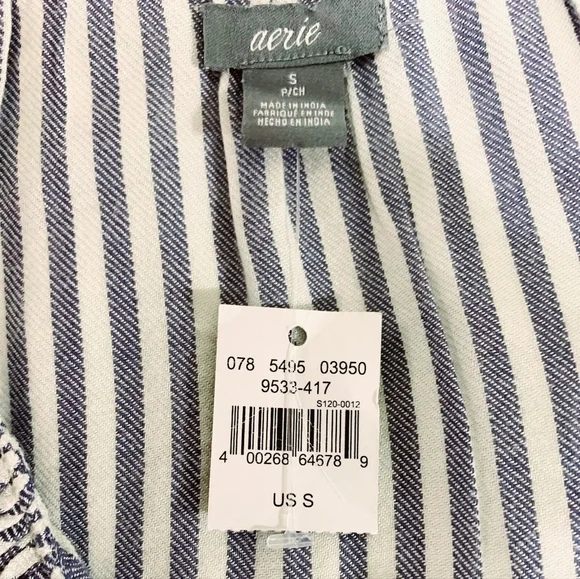 aerie
S
P/CH
MADE IN INDIA
FABRIQUÉ EN INDE
HECHO EN INDIA
078 5495 03950
9533-417
S120-0012
4 00268 64678 9
US S